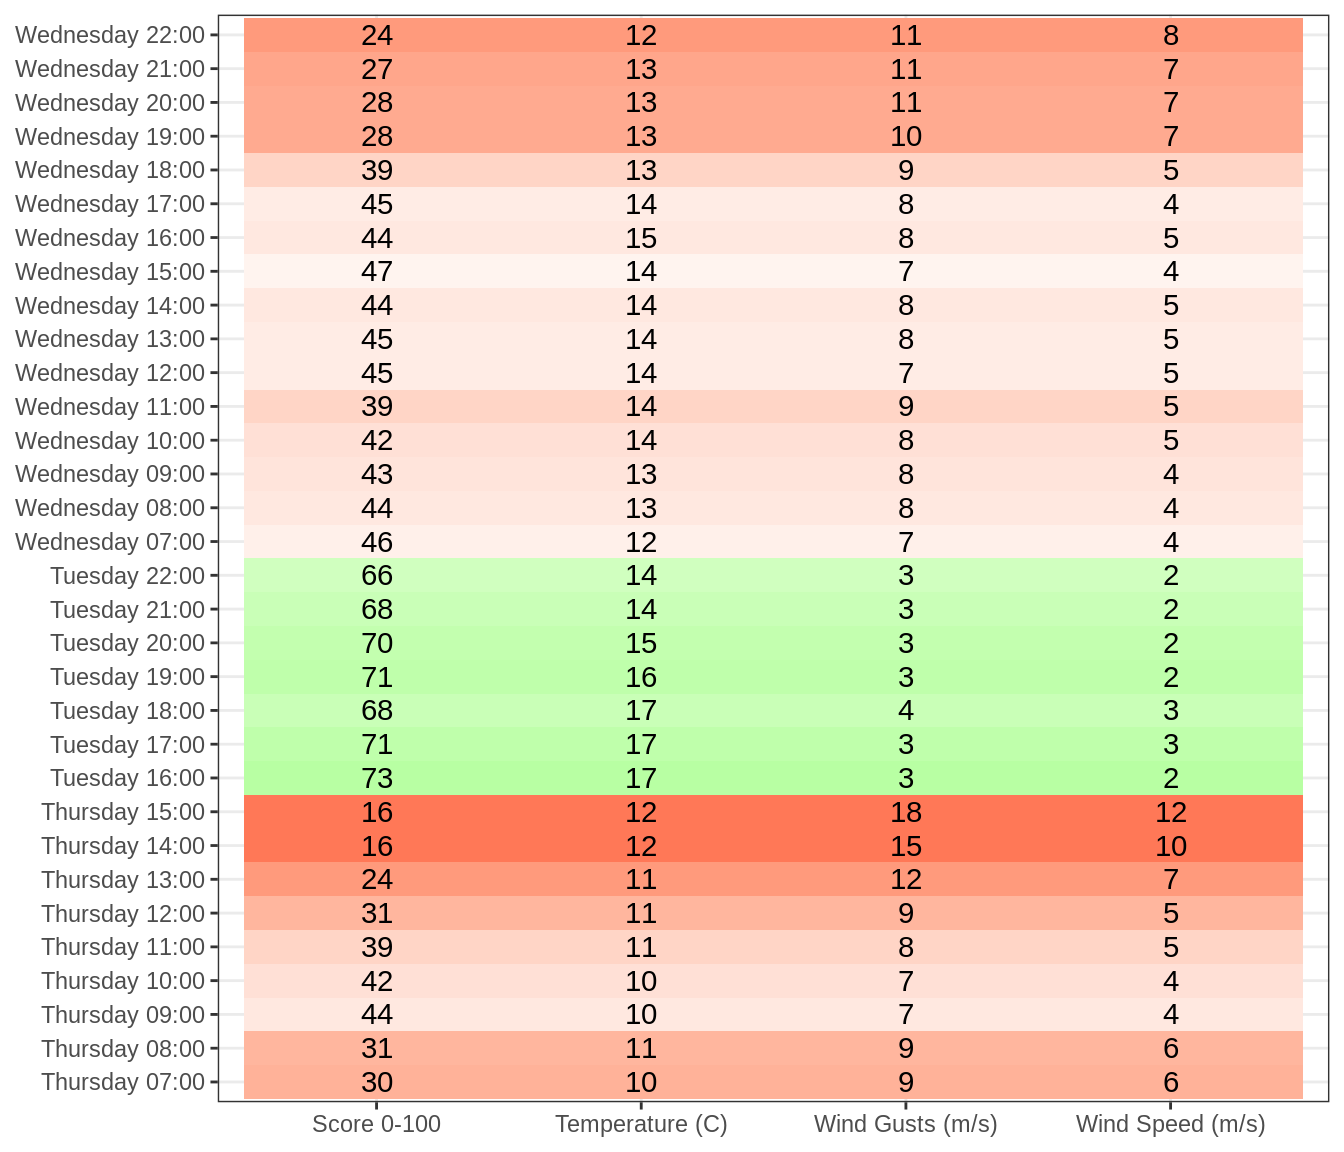 Wednesday 22:00 24 12 11 8
Wednesday 21:00 27 13 11 7
Wednesday 20:00 28 13 11 7
Wednesday 19:00 28 13 10 7
Wednesday 18:00 39 13 9 5
Wednesday 17:00 45 14 8 4
Wednesday 16:00 44 15 8 5
Wednesday 15:00 47 14 7 4
Wednesday 14:00 44 14 8 5
Wednesday 13:00 45 14 8 5
Wednesday 12:00 45 14 7 5
Wednesday 11:00 39 14 9 5
Wednesday 10:00 42 14 8 5
Wednesday 09:00 43 13 8 4
Wednesday 08:00 44 13 8 4
Wednesday 07:00 46 12 7 4
Tuesday 22:00 66 14 3 2
Tuesday 21:00 68 14 3 2
Tuesday 20:00 70 15 3 2
Tuesday 19:00 71 16 3 2
Tuesday 18:00 68 17 4 3
Tuesday 17:00 71 17 3 3
Tuesday 16:00 73 17 3 2
Thursday 15:00 16 12 18 12
Thursday 14:00 16 12 15 10
Thursday 13:00 24 11 12 7
Thursday 12:00 31 11 9 5
Thursday 11:00 39 11 8 5
Thursday 10:00 42 10 7 4
Thursday 09:00 44 10 7 4
Thursday 08:00 31 11 9 6
Thursday 07:00 30 10 9 6
Score 0-100 Temperature (C) Wind Gusts (m/s) Wind Speed (m/s)